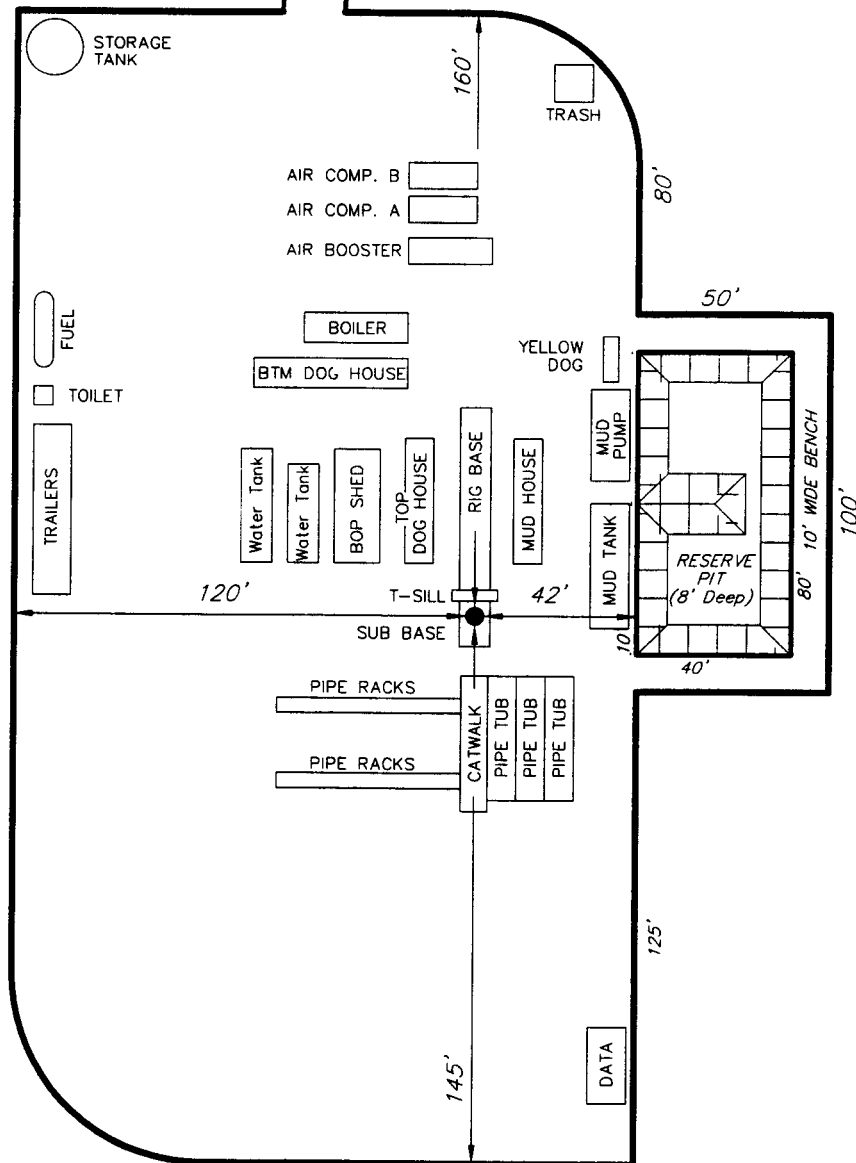 STORAGE
TANK
160'
TRASH
AIR COMP. B
AIR COMP. A
AIR BOOSTER
80'
50'
FUEL
BOILER
YELLOW
DOG
BTM DOG HOUSE
TOILET
TRAILERS
Water Tank
Water Tank
BOP SHED
TOP
DOG HOUSE
RIG BASE
MUD HOUSE
MUD
PUMP
MUD TANK
RESERVE
PIT
(8' Deep)
80'
10' WIDE BENCH
100'
120'
T-SILL
42'
SUB BASE
10'
40'
PIPE RACKS
CATWALK
PIPE TUB
PIPE TUB
PIPE TUB
PIPE RACKS
125'
145'
DATA